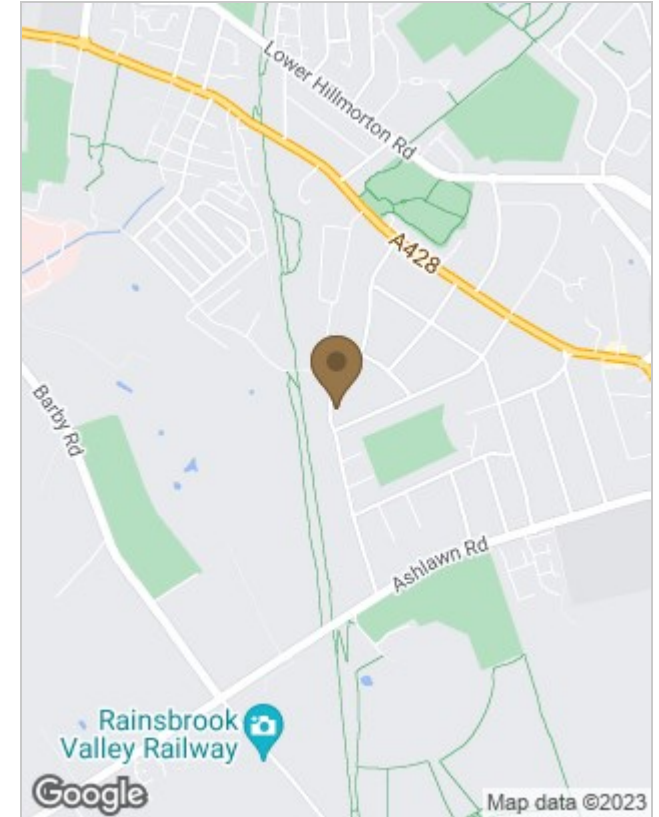 Lower Hillmorton Rd
A428
Barby Rd
Ashlawn Rd
Rainsbrook
Valley Railway
Google
Map data ©2023